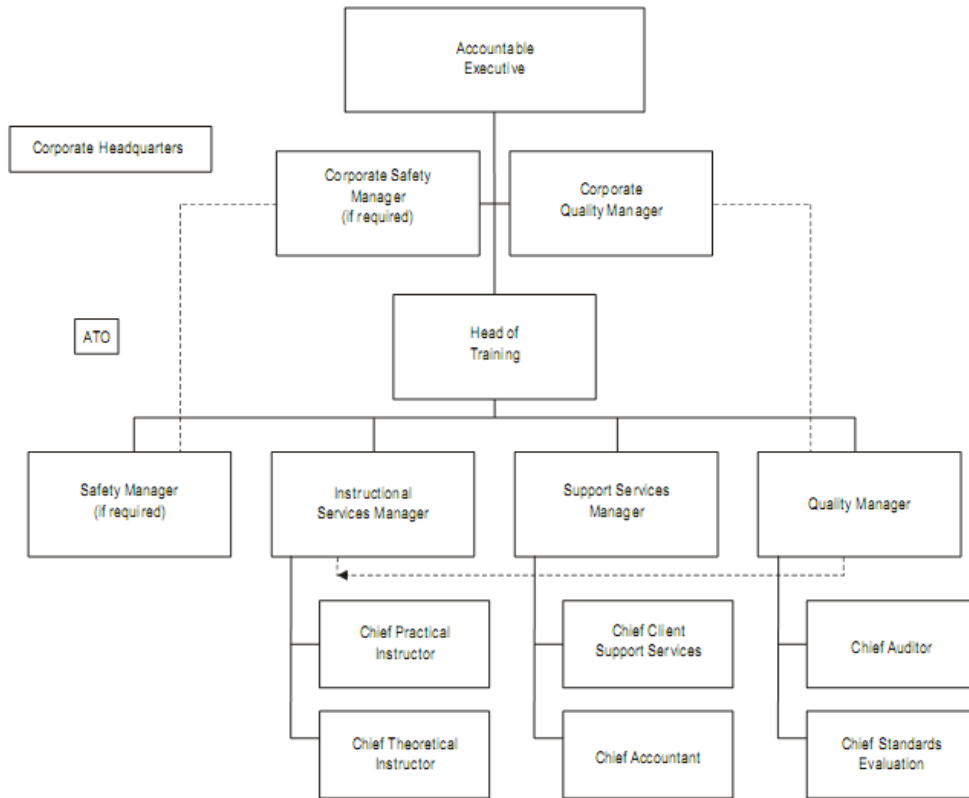 Accountable
Executive
Corporate Headquarters
Corporate Safety
Manager
(if required)
Corporate
Quality Manager
Head of
Training
ATO
Safety Manager
(if required)
Instructional
Services Manager
Support Services
Manager
Quality Manager
Chief Practical
Instructor
Chief Client
Support Services
Chief Auditor
Chief Theoretical
Instructor
Chief Accountant
Chief Standards
Evaluation